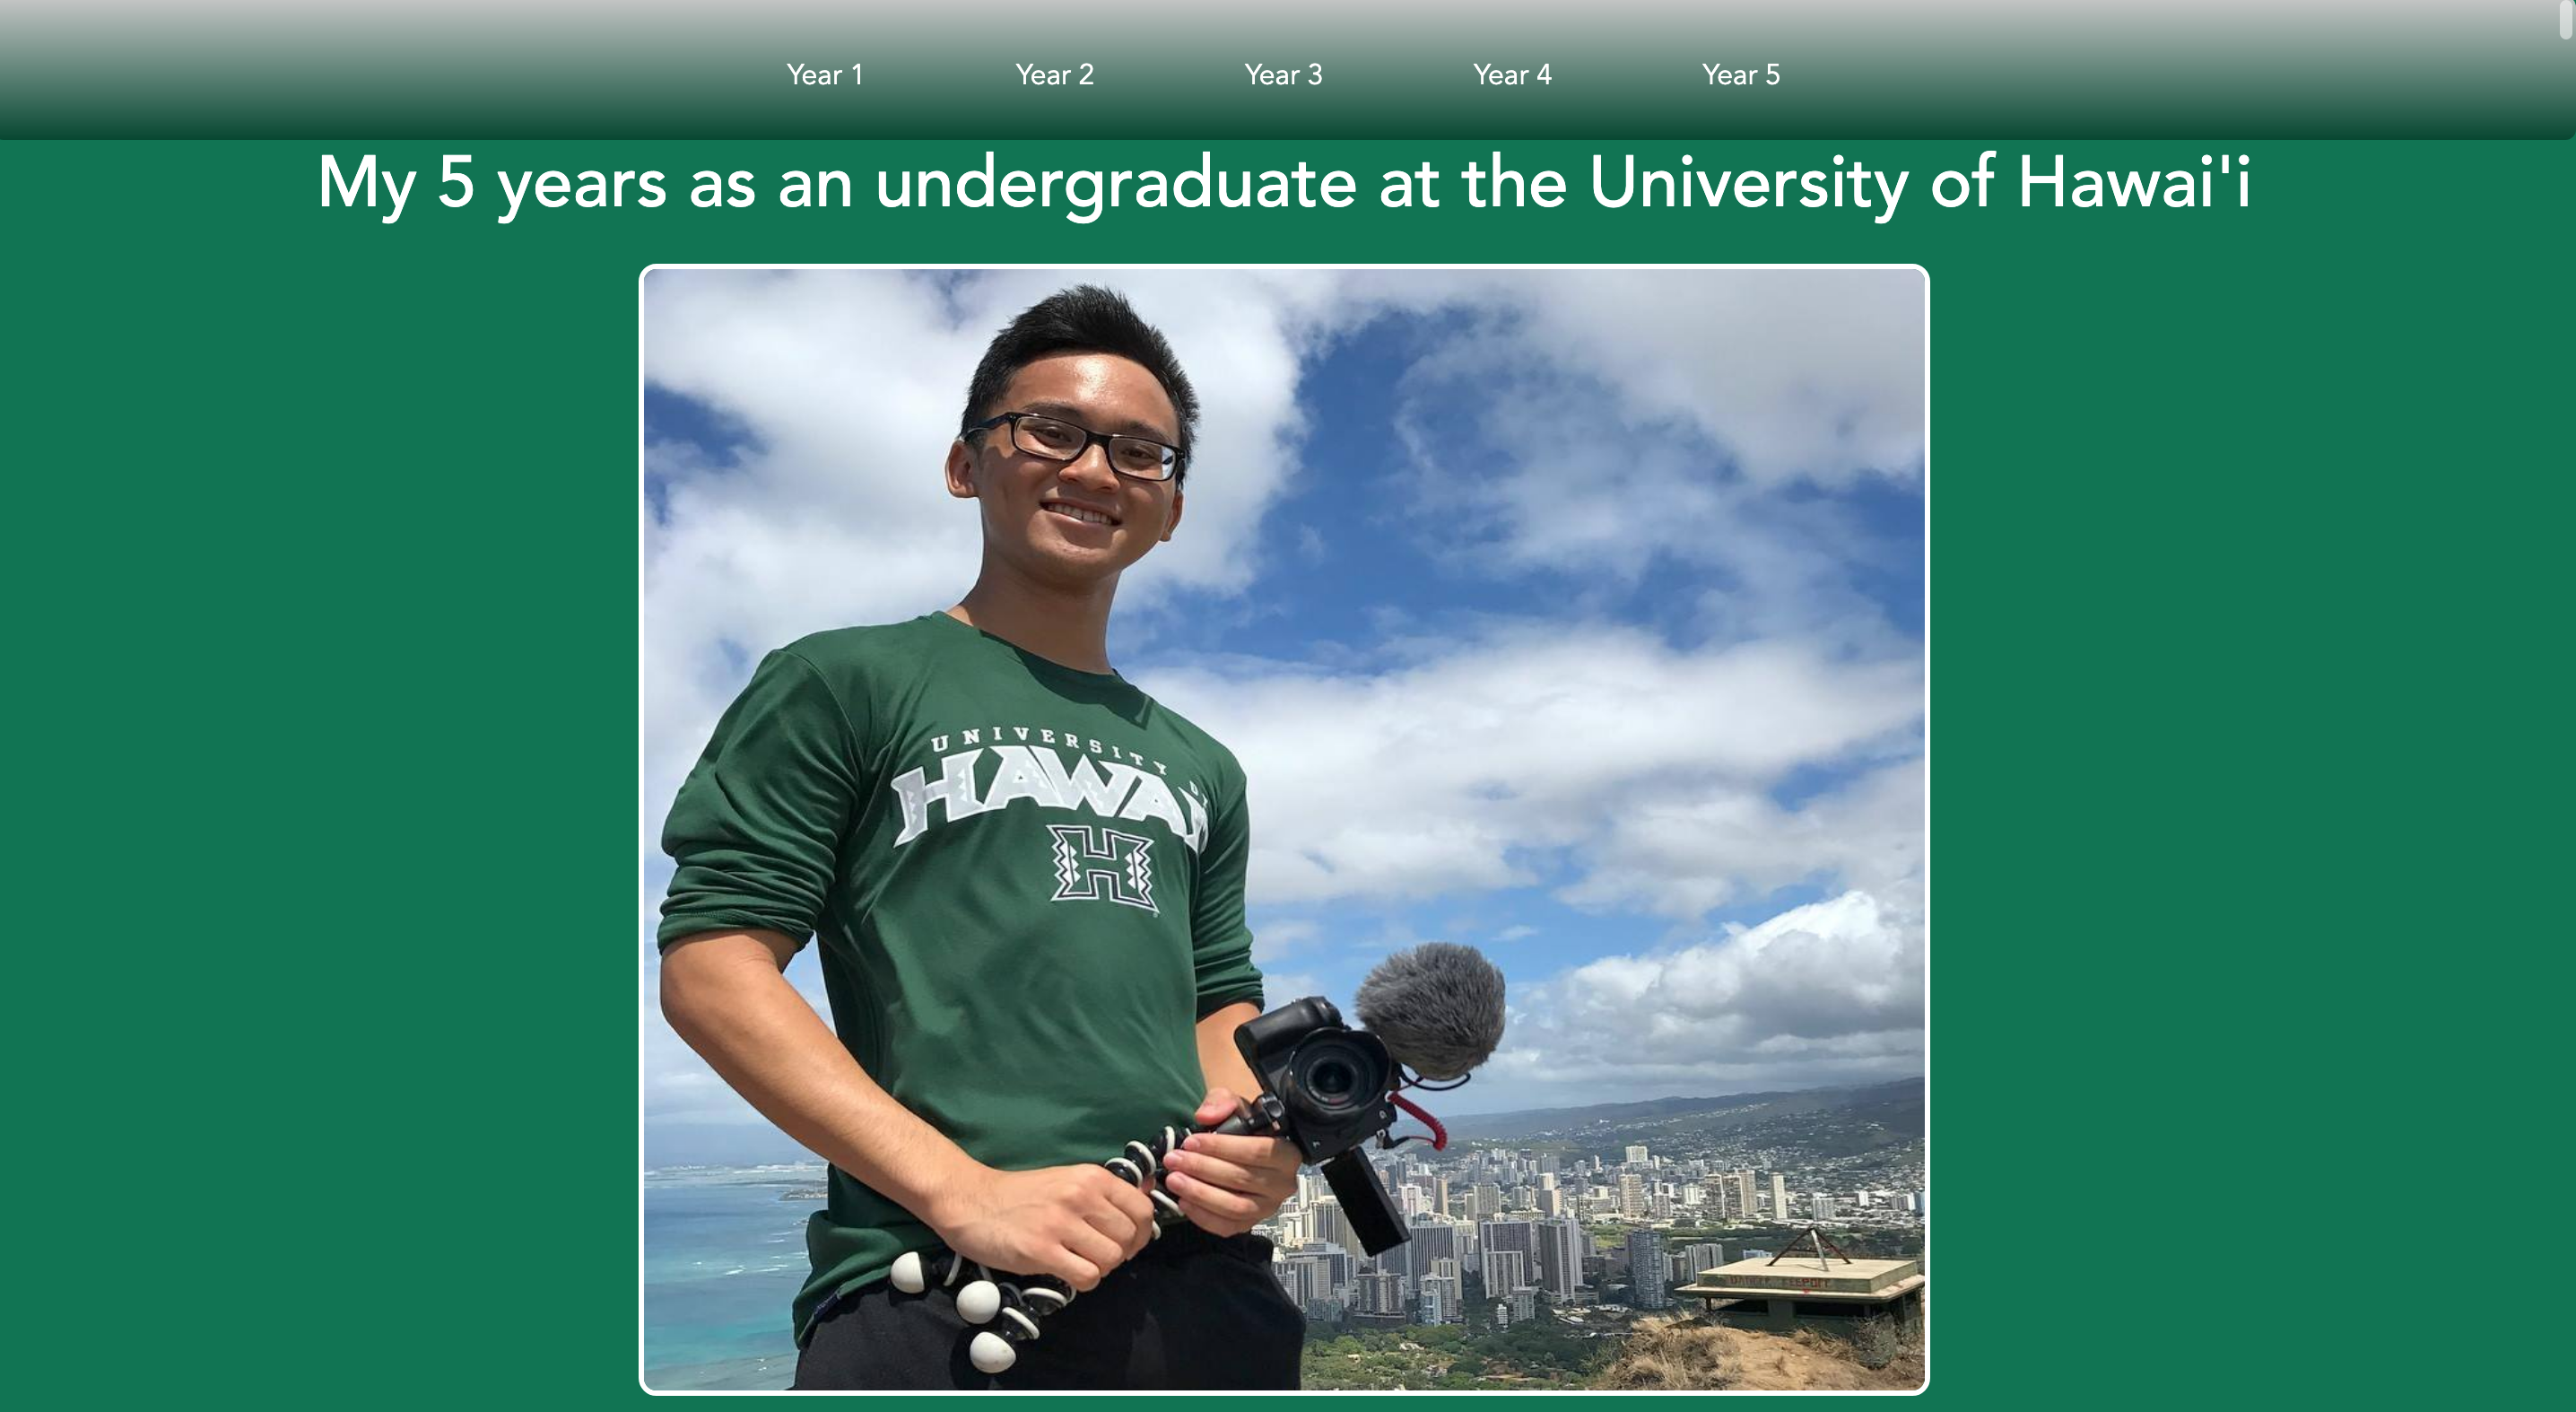 Year 1 Year 2 Year 3 Year 4 Year 5
My 5 years as an undergraduate at the University of Hawai'i
UNIVERSITY OF
HAWAI
H